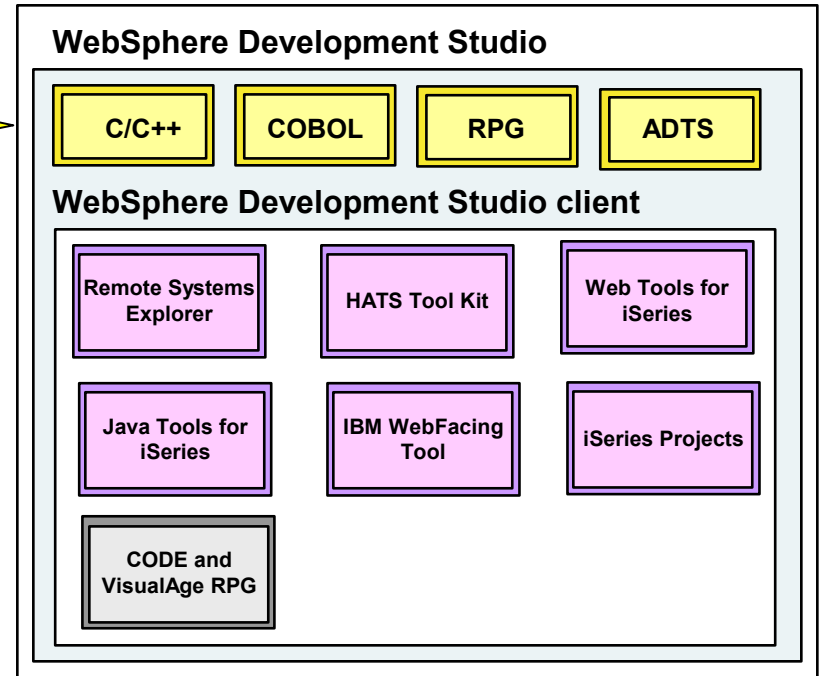 WebSphere Development Studio
C/C++
COBOL
RPG
ADTS
WebSphere Development Studio client
Remote Systems
Explorer
HATS Tool Kit
Web Tools for
iSeries
Java Tools for
iSeries
IBM WebFacing
Tool
iSeries Projects
CODE and
VisualAge RPG